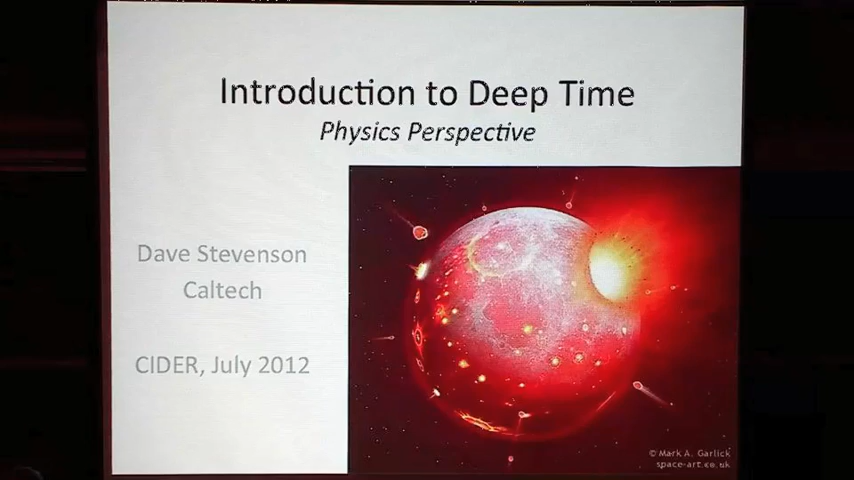 Introduction to Deep Time
Physics Perspective
Dave Stevenson
Caltech
CIDER, July 2012
© Mark A. Garlick
space-art.co.uk